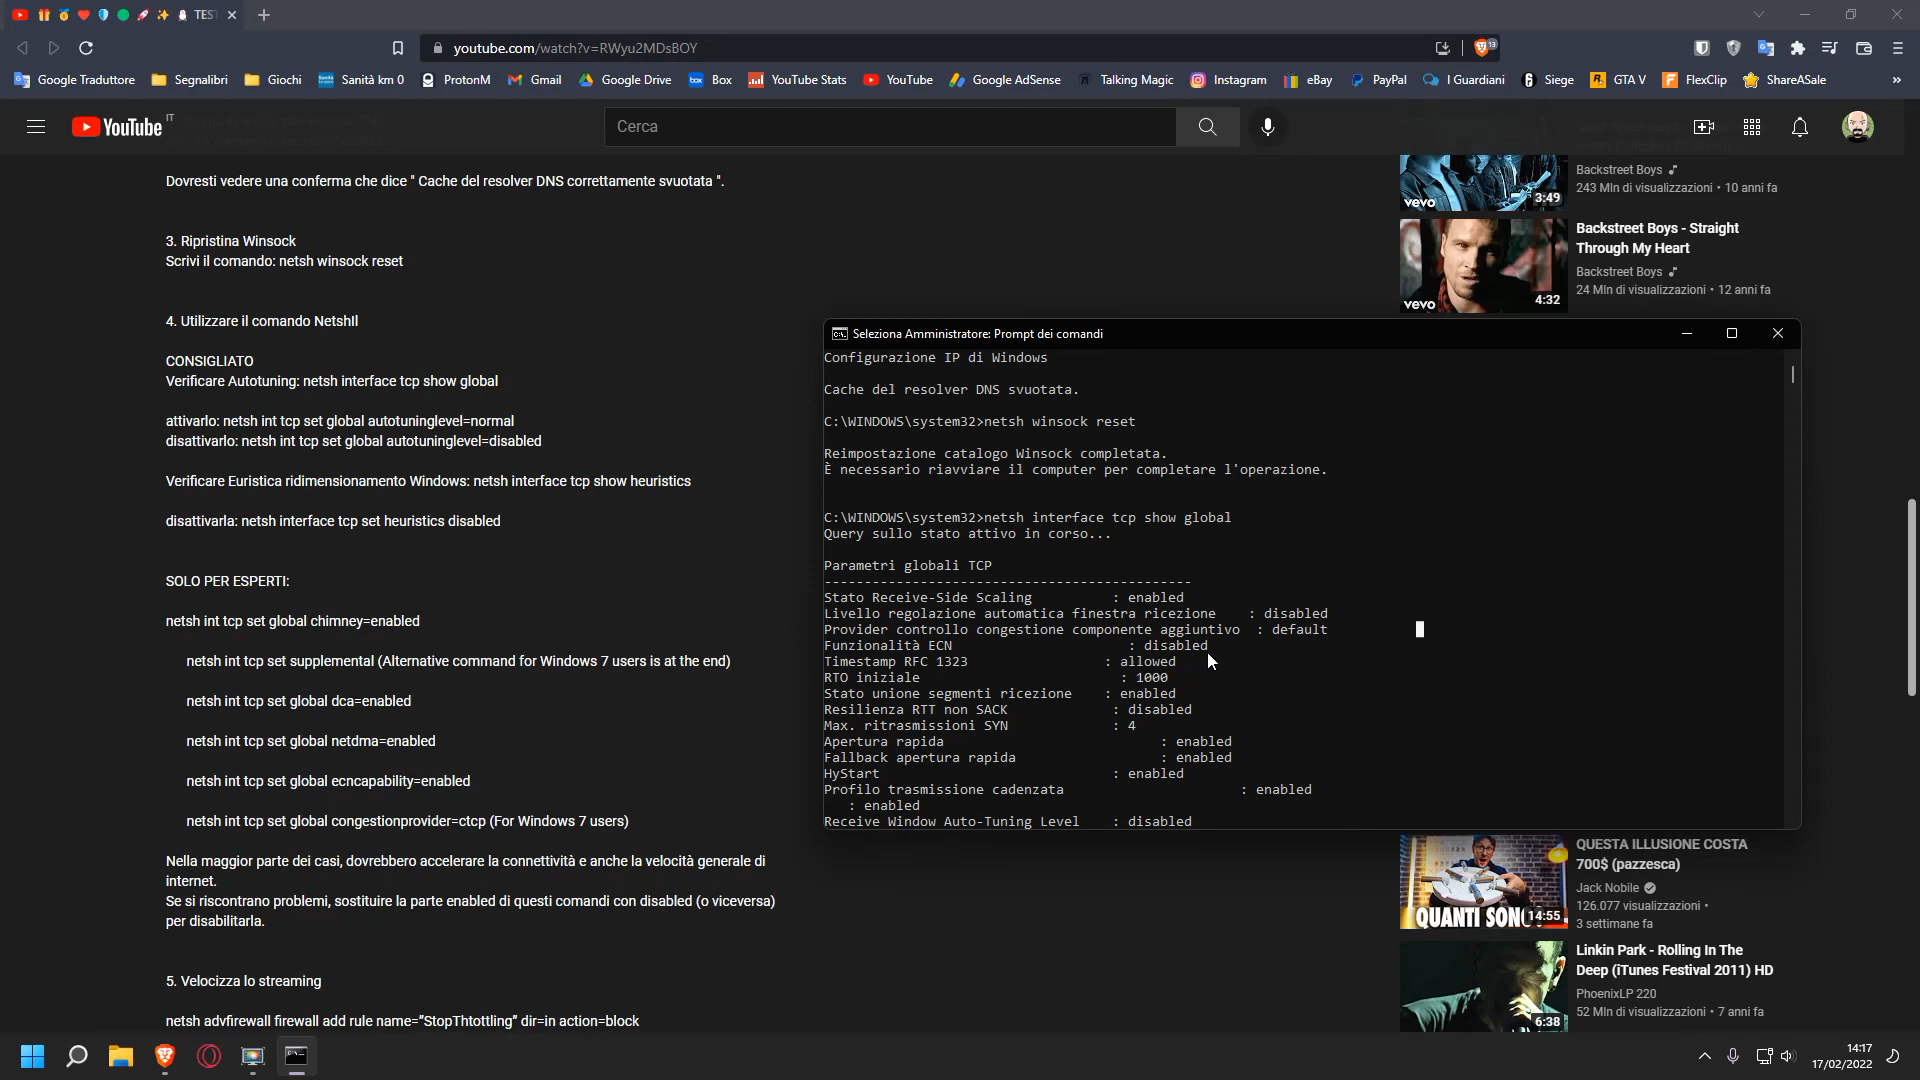 TEST
youtube.com/watch?v=RWyu2MDsBOY
13
Google Traduttore
Segnalibri
Giochi
Sanità km 0
ProtonM
Gmail
Google Drive
box
Box
YouTube Stats
YouTube
Google AdSense
Talking Magic
Instagram
eBay
PayPal
I Guardiani
Siege
GTA V
FlexClip
ShareASale
YouTube IT
Cerca
Dovresti vedere una conferma che dice " Cache del resolver DNS correttamente svuotata ".
3. Ripristina Winsock
Scrivi il comando: netsh winsock reset
4. Utilizzare il comando NetshIl
CONSIGLIATO
Verificare Autotuning: netsh interface tcp show global
attivarlo: netsh int tcp set global autotuninglevel=normal
disattivarlo: netsh int tcp set global autotuninglevel=disabled
Verificare Euristica ridimensionamento Windows: netsh interface tcp show heuristics
disattivarla: netsh interface tcp set heuristics disabled
SOLO PER ESPERTI:
netsh int tcp set global chimney=enabled
netsh int tcp set supplemental (Alternative command for Windows 7 users is at the end)
netsh int tcp set global dca=enabled
netsh int tcp set global netdma=enabled
netsh int tcp set global ecncapability=enabled
netsh int tcp set global congestionprovider=ctcp (For Windows 7 users)
Nella maggior parte dei casi, dovrebbero accelerare la connettività e anche la velocità generale di
internet.
Se si riscontrano problemi, sostituire la parte enabled di questi comandi con disabled (o viceversa)
per disabilitarla.
5. Velocizza lo streaming
netsh advfirewall firewall add rule name=”StopThtottling” dir=in action=block
Seleziona Amministratore: Prompt dei comandi
Configurazione IP di Windows
Cache del resolver DNS svuotata.
C:\WINDOWS\system32>netsh winsock reset
Reimpostazione catalogo Winsock completata.
È necessario riavviare il computer per completare l'operazione.
C:\WINDOWS\system32>netsh interface tcp show global
Query sullo stato attivo in corso...
Parametri globali TCP
----------------------------------------------
Stato Receive-Side Scaling : enabled
Livello regolazione automatica finestra ricezione : disabled
Provider controllo congestione componente aggiuntivo : default
Funzionalità ECN : disabled
Timestamp RFC 1323 : allowed
RTO iniziale : 1000
Stato unione segmenti ricezione : enabled
Resilienza RTT non SACK : disabled
Max. ritrasmissioni SYN : 4
Apertura rapida : enabled
Fallback apertura rapida : enabled
HyStart : enabled
Profilo trasmissione cadenzata : enabled
: enabled
Receive Window Auto-Tuning Level : disabled
vevo
3:49
Backstreet Boys
243 Mln di visualizzazioni • 10 anni fa
vevo
4:32
Backstreet Boys - Straight
Through My Heart
Backstreet Boys
24 Mln di visualizzazioni • 12 anni fa
QUANTI SONO
14:55
QUESTA ILLUSIONE COSTA
700$ (pazzesca)
Jack Nobile
126.077 visualizzazioni •
3 settimane fa
6:38
Linkin Park - Rolling In The
Deep (iTunes Festival 2011) HD
PhoenixLP 220
52 Mln di visualizzazioni • 7 anni fa
14:17
17/02/2022